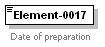 Element-0017
Date of preparation